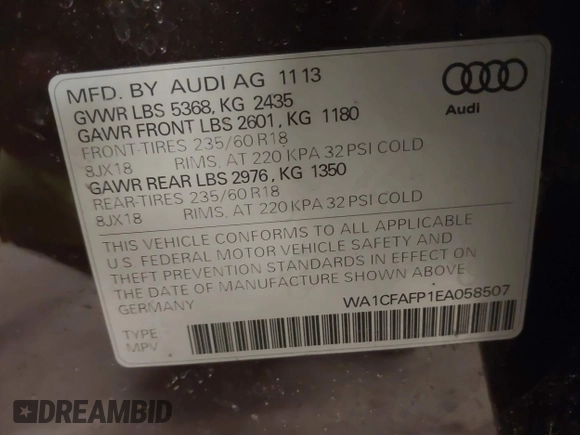 MFD. BY AUDI AG 11 13
GVWR LBS 5368, KG 2435
GAWR FRONT LBS 2601, KG 1180
FRONT-TIRES 235/60 R18
8JX18 RIMS, AT 220 KPA 32 PSI COLD
GAWR REAR LBS 2976, KG 1350
REAR-TIRES 235/60 R18
8JX18 RIMS, AT 220 KPA 32 PSI COLD
THIS VEHICLE CONFORMS TO ALL APPLICABLE
U.S. FEDERAL MOTOR VEHICLE SAFETY AND
THEFT PREVENTION STANDARDS IN EFFECT ON
THE DATE OF MANUFACTURE SHOWN ABOVE
GERMANY
WA1CFAFP1EA058507
TYPE
MPV
Audi
DREAMBID